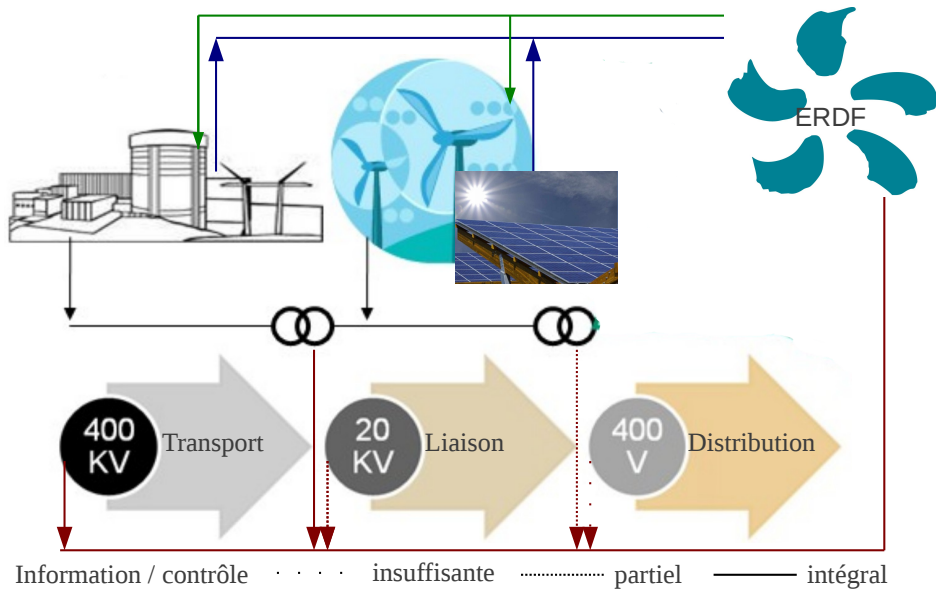 ERDF
400
KV
Transport
20
KV
Liaison
400
V
Distribution
Information / contrôle
insuffisante
partiel
intégral